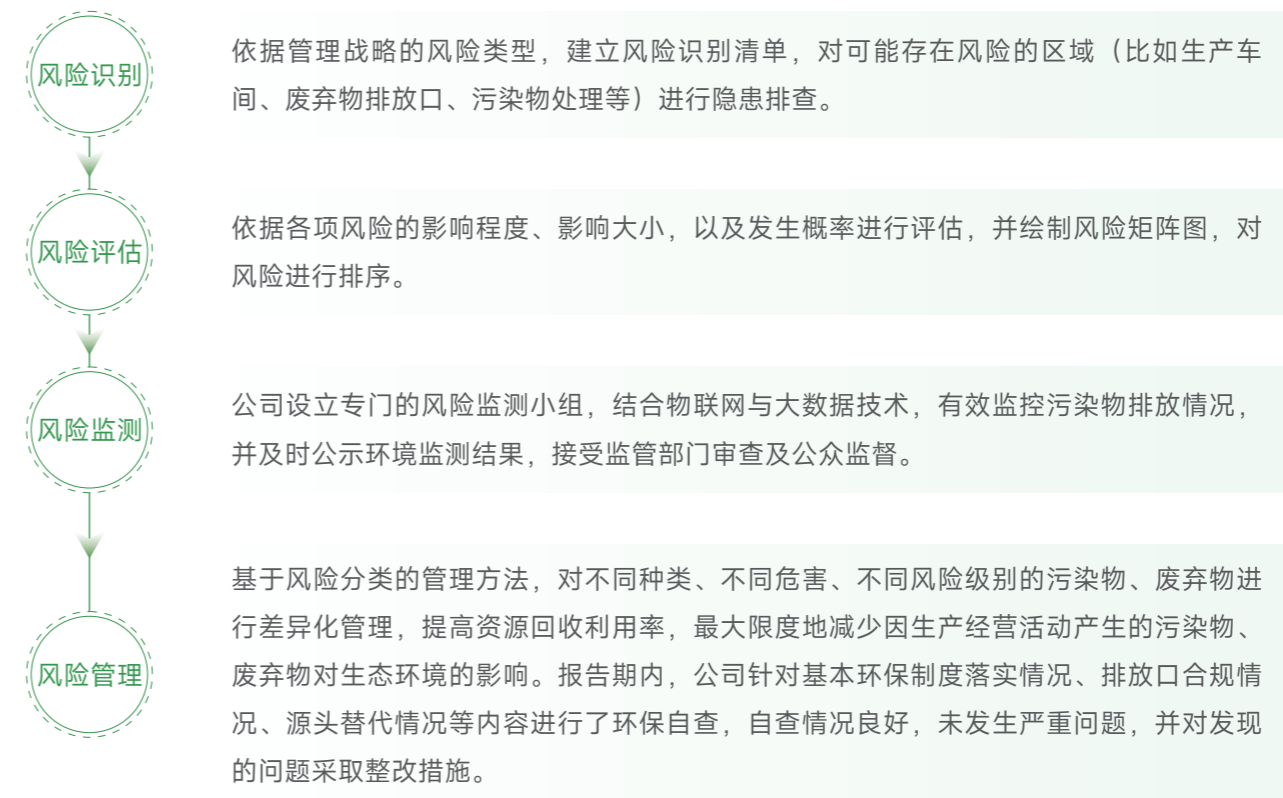 风险识别
依据管理战略的风险类型，建立风险识别清单，对可能存在风险的区域（比如生产车
间、废弃物排放口、污染物处理等）进行隐患排查。
风险评估
依据各项风险的影响程度、影响大小，以及发生概率进行评估，并绘制风险矩阵图，对
风险进行排序。
风险监测
公司设立专门的风险监测小组，结合物联网与大数据技术，有效监控污染物排放情况，
并及时公示环境监测结果，接受监管部门审查及公众监督。
风险管理
基于风险分类的管理方法，对不同种类、不同危害、不同风险级别的污染物、废弃物进
行差异化管理，提高资源回收利用率，最大限度地减少因生产经营活动产生的污染物、
废弃物对生态环境的影响。报告期内，公司针对基本环保制度落实情况、排放口合规情
况、源头替代情况等内容进行了环保自查，自查情况良好，未发生严重问题，并对发现
的问题采取整改措施。